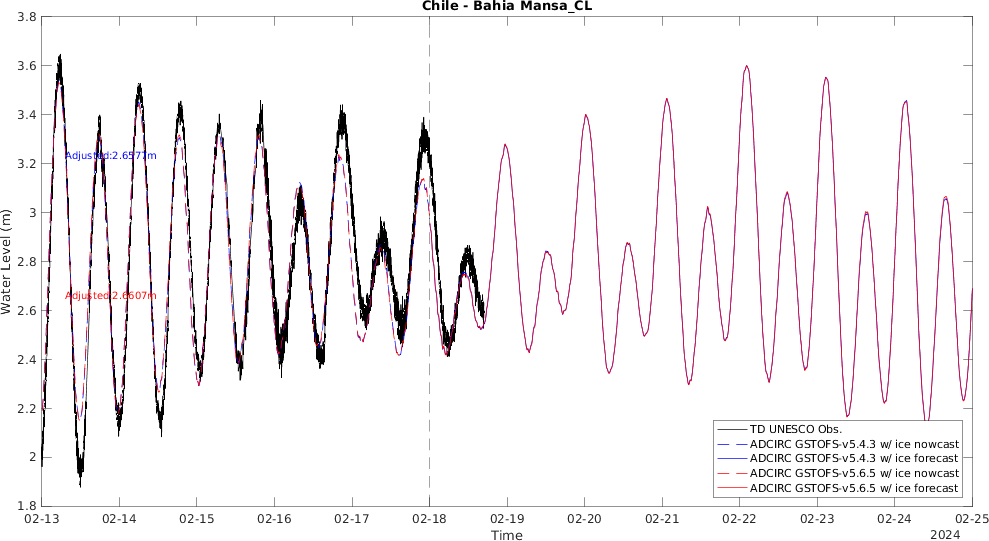 Chile - Bahia Mansa_CL
3.8
3.6
3.4
3.2
3
2.8
2.6
2.4
2.2
2
1.8
Water Level (m)
Adjusted:2.6577m
Adjusted:2.6607m
TD UNESCO Obs.
ADCIRC GSTOFS-v5.4.3 w/ ice nowcast
ADCIRC GSTOFS-v5.4.3 w/ ice forecast
ADCIRC GSTOFS-v5.6.5 w/ ice nowcast
ADCIRC GSTOFS-v5.6.5 w/ ice forecast
02-13 02-14 02-15 02-16 02-17 02-18 02-19 02-20 02-21 02-22 02-23 02-24 02-25
Time
2024